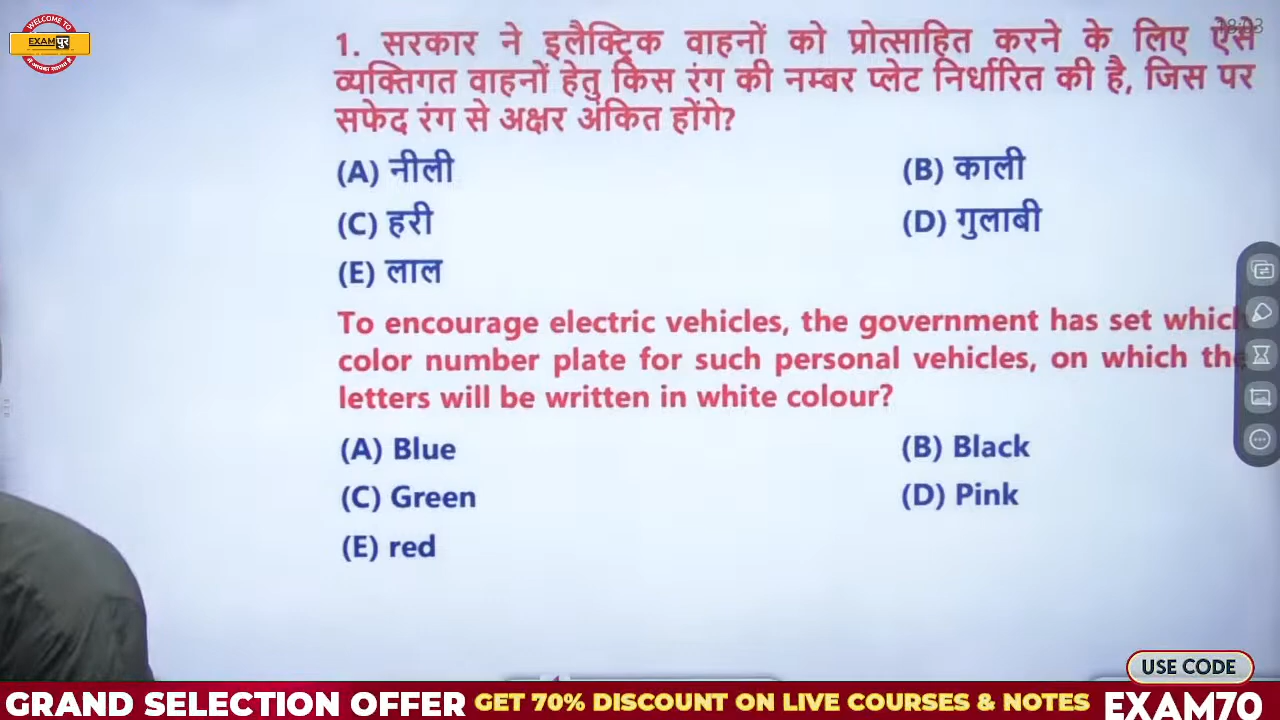 WELCOME TO
EXAMपुर
1. सरकार ने इलैक्ट्रिक वाहनों को प्रोत्साहित करने के लिए ऐसे
व्यक्तिगत वाहनों हेतु किस रंग की नम्बर प्लेट निर्धारित की है, जिस पर
सफेद रंग से अक्षर अंकित होंगे?
(A) नीली (B) काली
(C) हरी (D) गुलाबी
(E) लाल
To encourage electric vehicles, the government has set which
color number plate for such personal vehicles, on which the
letters will be written in white colour?
(A) Blue (B) Black
(C) Green (D) Pink
(E) red
USE CODE
GRAND SELECTION OFFER GET 70% DISCOUNT ON LIVE COURSES & NOTES EXAM70